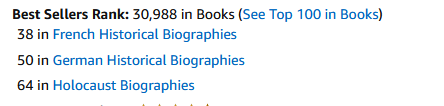 Best Sellers Rank: 30,988 in Books (See Top 100 in Books)
38 in French Historical Biographies
50 in German Historical Biographies
64 in Holocaust Biographies